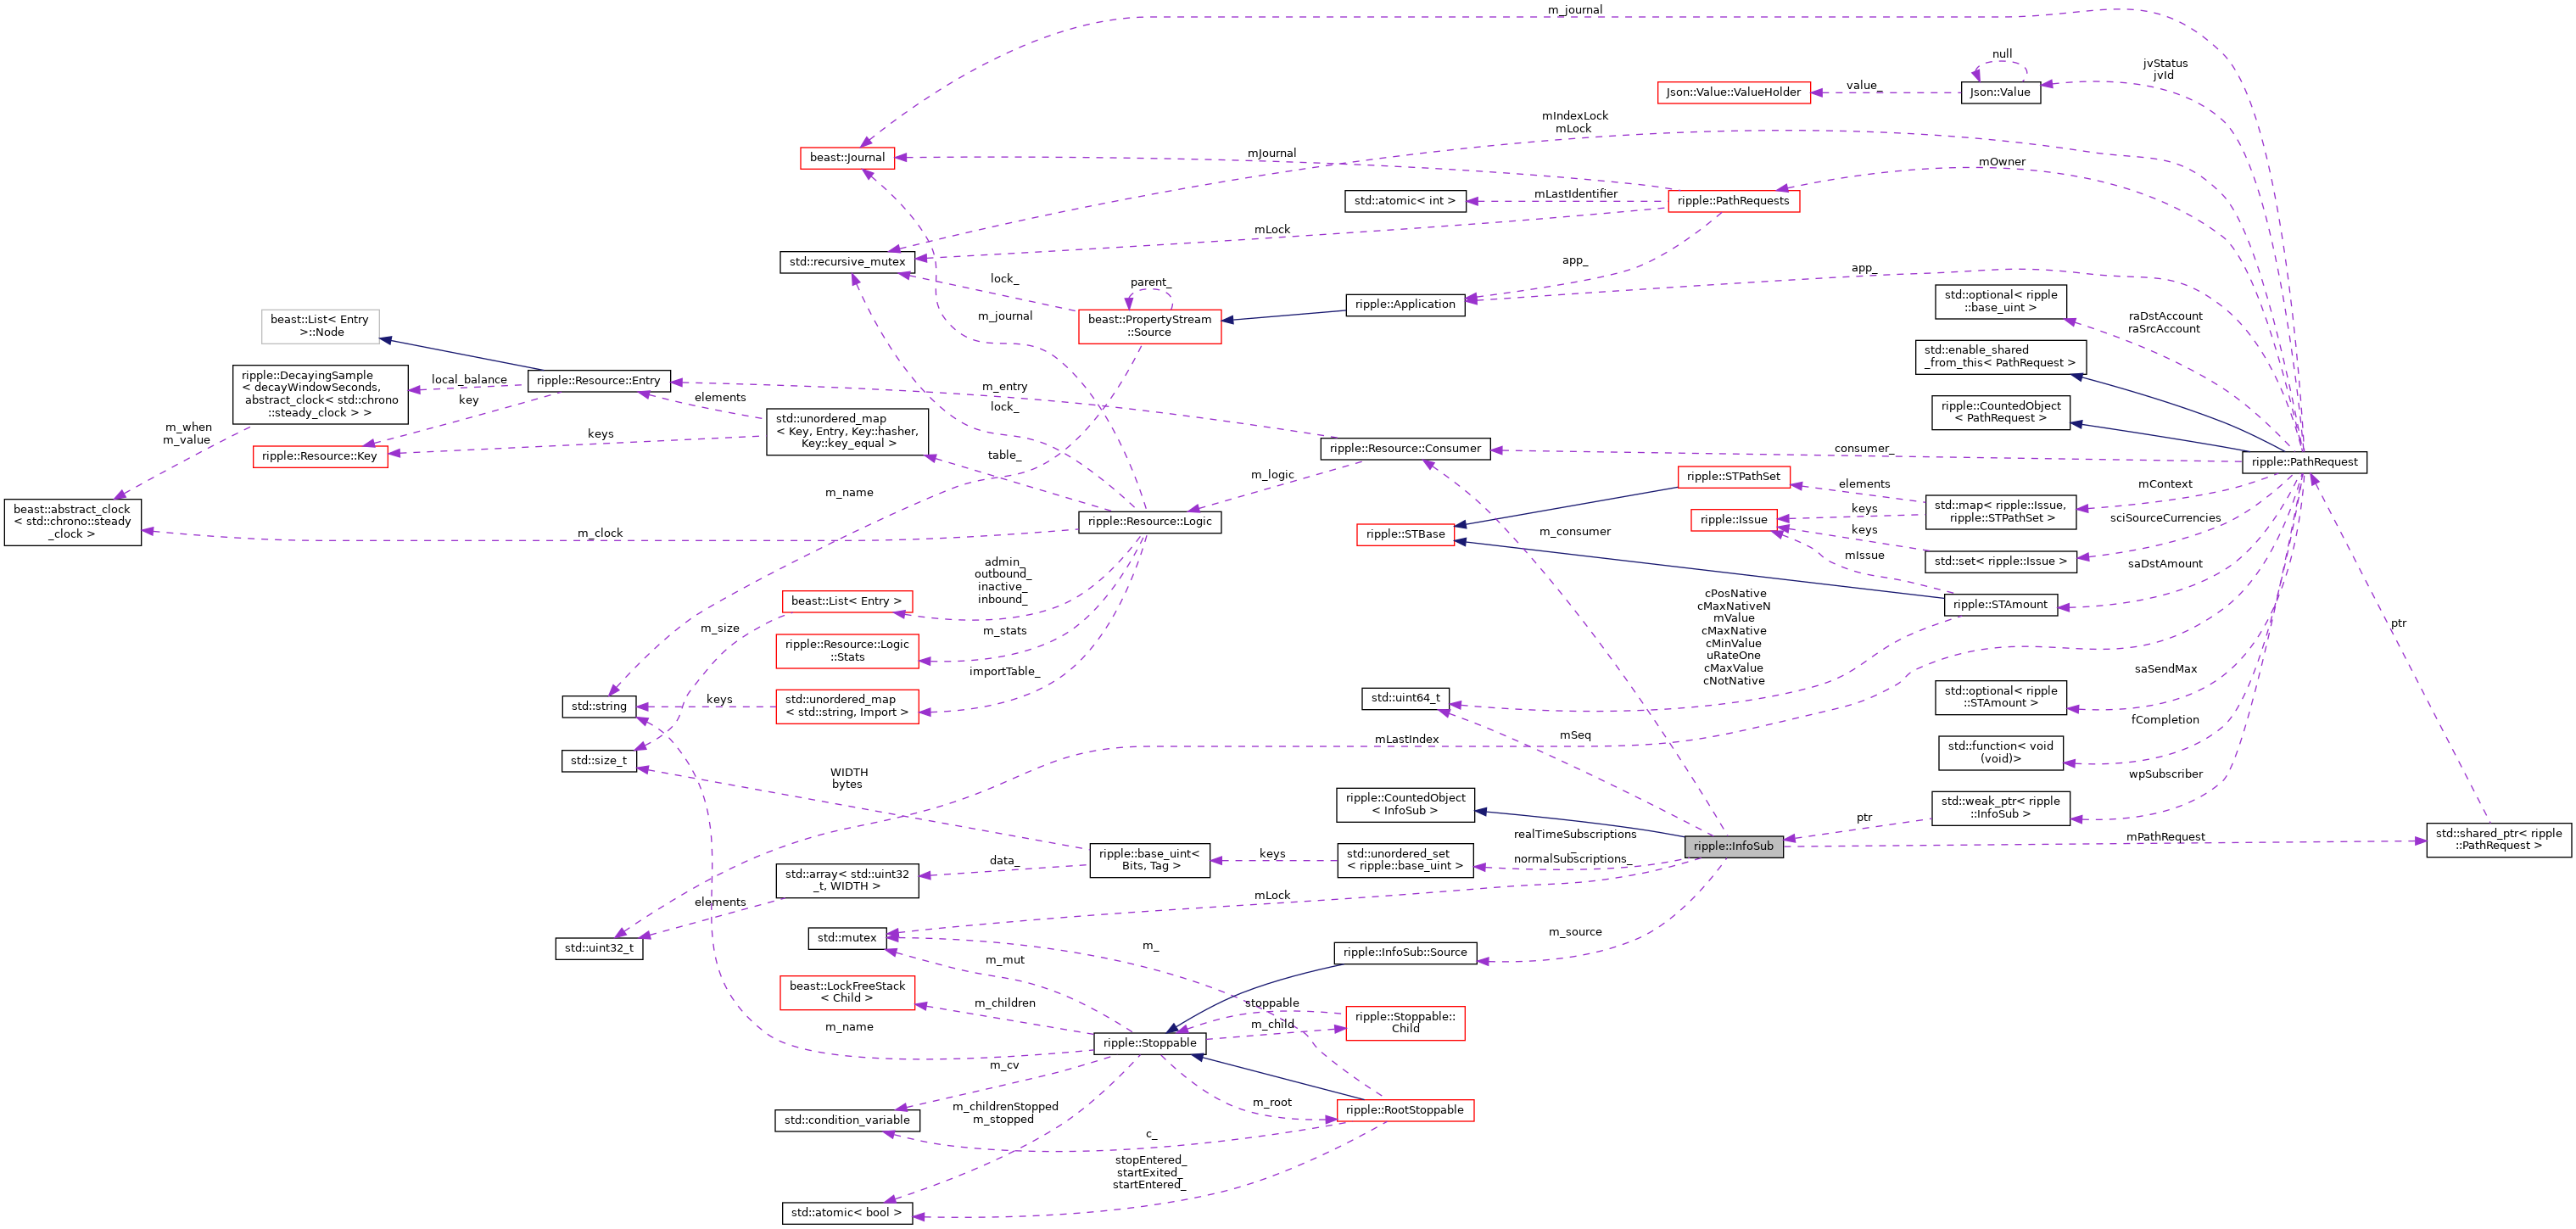 m_journal
null
jvStatus
jvId
Json::Value::ValueHolder
value_
Json::Value
mIndexLock
mLock
beast::Journal
mJournal
mOwner
std::atomic< int >
mLastIdentifier
ripple::PathRequests
mLock
std::recursive_mutex
lock_
app_
app_
parent_
std::optional< ripple
::base_uint >
ripple::Application
beast::List< Entry
>::Node
m_journal
beast::PropertyStream
::Source
raDstAccount
raSrcAccount
std::enable_shared
_from_this< PathRequest >
ripple::DecayingSample
< decayWindowSeconds,
abstract_clock< std::chrono
::steady_clock > >
local_balance
key
ripple::Resource::Entry
elements
m_entry
lock_
ripple::CountedObject
< PathRequest >
std::unordered_map
< Key, Entry, Key::hasher,
Key::key_equal >
m_when
m_value
keys
ripple::Resource::Key
table_
ripple::Resource::Consumer
consumer_
ripple::PathRequest
m_logic
ripple::STPathSet
elements
mContext
m_name
beast::abstract_clock
< std::chrono::steady
_clock >
std::map< ripple::Issue,
ripple::STPathSet >
keys
ripple::Issue
sciSourceCurrencies
ripple::Resource::Logic
m_clock
ripple::STBase
m_consumer
keys
mIssue
std::set< ripple::Issue >
saDstAmount
admin_
outbound_
inactive_
inbound_
beast::List< Entry >
ripple::STAmount
cPosNative
cMaxNativeN
mValue
cMaxNative
cMinValue
uRateOne
cMaxValue
cNotNative
m_size
m_stats
ripple::Resource::Logic
::Stats
ptr
importTable_
saSendMax
std::string
keys
std::unordered_map
< std::string, Import >
std::uint64_t
std::optional< ripple
::STAmount >
fCompletion
mLastIndex
mSeq
std::size_t
std::function< void
(void)>
WIDTH
bytes
wpSubscriber
ripple::CountedObject
< InfoSub >
std::weak_ptr< ripple
::InfoSub >
ptr
realTimeSubscriptions
_
normalSubscriptions_
ripple::InfoSub
mPathRequest
std::shared_ptr< ripple
::PathRequest >
ripple::base_uint<
Bits, Tag >
keys
std::unordered_set
< ripple::base_uint >
data_
std::array< std::uint32
_t, WIDTH >
elements
mLock
std::uint32_t
std::mutex
m_
ripple::InfoSub::Source
m_source
m_mut
beast::LockFreeStack
< Child >
m_children
stoppable
m_child
ripple::Stoppable::
Child
m_name
ripple::Stoppable
m_cv
std::condition_variable
m_childrenStopped
m_stopped
m_root
ripple::RootStoppable
c_
stopEntered_
startExited_
startEntered_
std::atomic< bool >